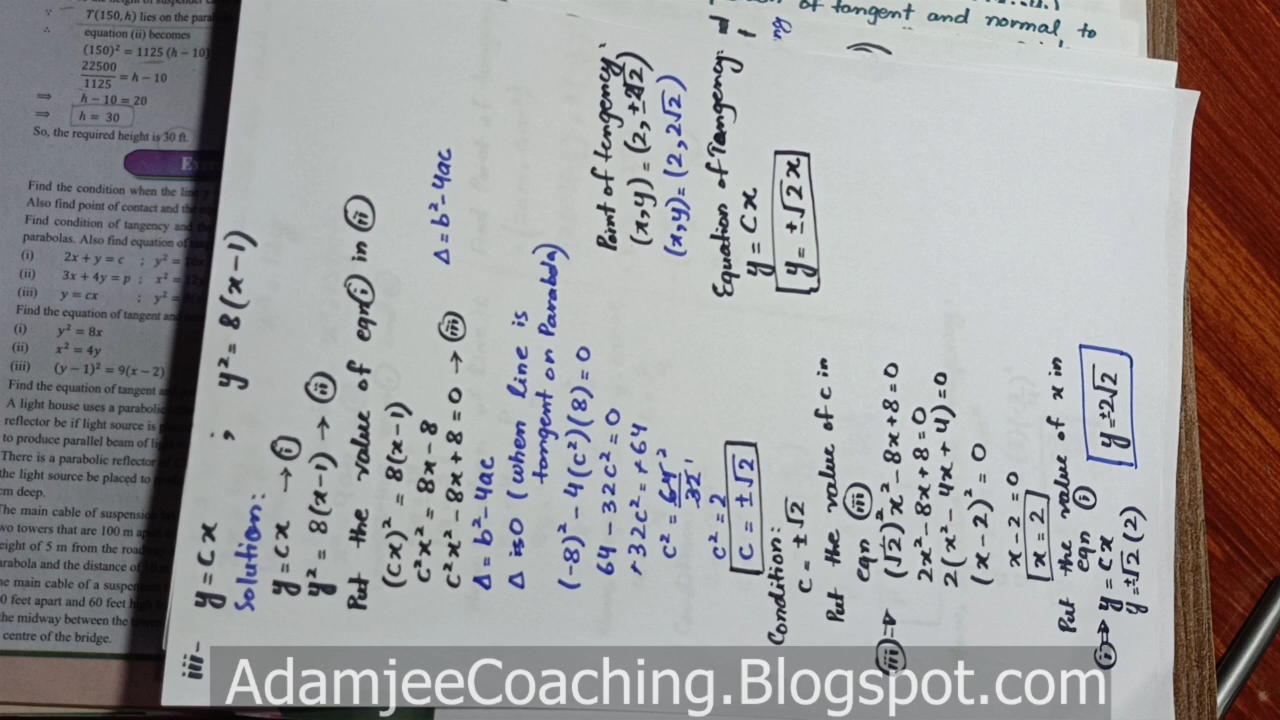 T(150, h) lies on the para
∴ equation (ii) becomes
(150)² = 1125 (h − 10)
22500/1125 = h − 10
⇒ h − 10 = 20
⇒ h = 30
So, the required height is 30 ft.
Find the condition when the line
Also find point of contact and the
Find condition of tangency and
parabolas. Also find equation of
(i) 2x + y = c ; y² =
(ii) 3x + 4y = p ; x² =
(iii) y = cx ; y² =
Find the equation of tangent and
(i) y² = 8x
(ii) x² = 4y
(iii) (y − 1)² = 9(x − 2)
Find the equation of tangent
A light house uses a parabolic
reflector be if light source is
to produce parallel beam of
There is a parabolic reflector
the light source be placed to
cm deep.
The main cable of suspension
two towers that are 100 m
eight of 5 m from the road
arabola and the distance of
he main cable of a suspen
0 feet apart and 60 feet
the midway between the
centre of the bridge.
of tangent and normal to
iii- y = cx ; y² = 8(x − 1)
Solution:
y = cx → (i)
y² = 8(x − 1) → (ii)
Put the value of eqn (i) in (ii)
(cx)² = 8(x − 1)
c²x² = 8x − 8
c²x² − 8x + 8 = 0 → (iii)
Δ = b² − 4ac Δ = b² − 4ac
Δ = 0 (when line is
tangent on Parabola)
(−8)² − 4(c²)(8) = 0
64 − 32c² = 0
+32c² = +64
c² = 64/32
c² = 2
c = ±√2
Condition:
c = ±√2
Put the value of c in
eqn (iii)
(iii) ⇒ (√2)² x² − 8x + 8 = 0
2x² − 8x + 8 = 0
2(x² − 4x + 4) = 0
(x − 2)² = 0
x − 2 = 0
x = 2
Put the value of x in
eqn (i)
(i) ⇒ y = cx
y = ±√2 (2)
y = ±2√2
Point of tengency:
(x, y) = (2, ±2√2)
(x, y) = (2, 2√2)
Equation of Tangency:
y = cx
y = ±√2 x
AdamjeeCoaching.Blogspot.com